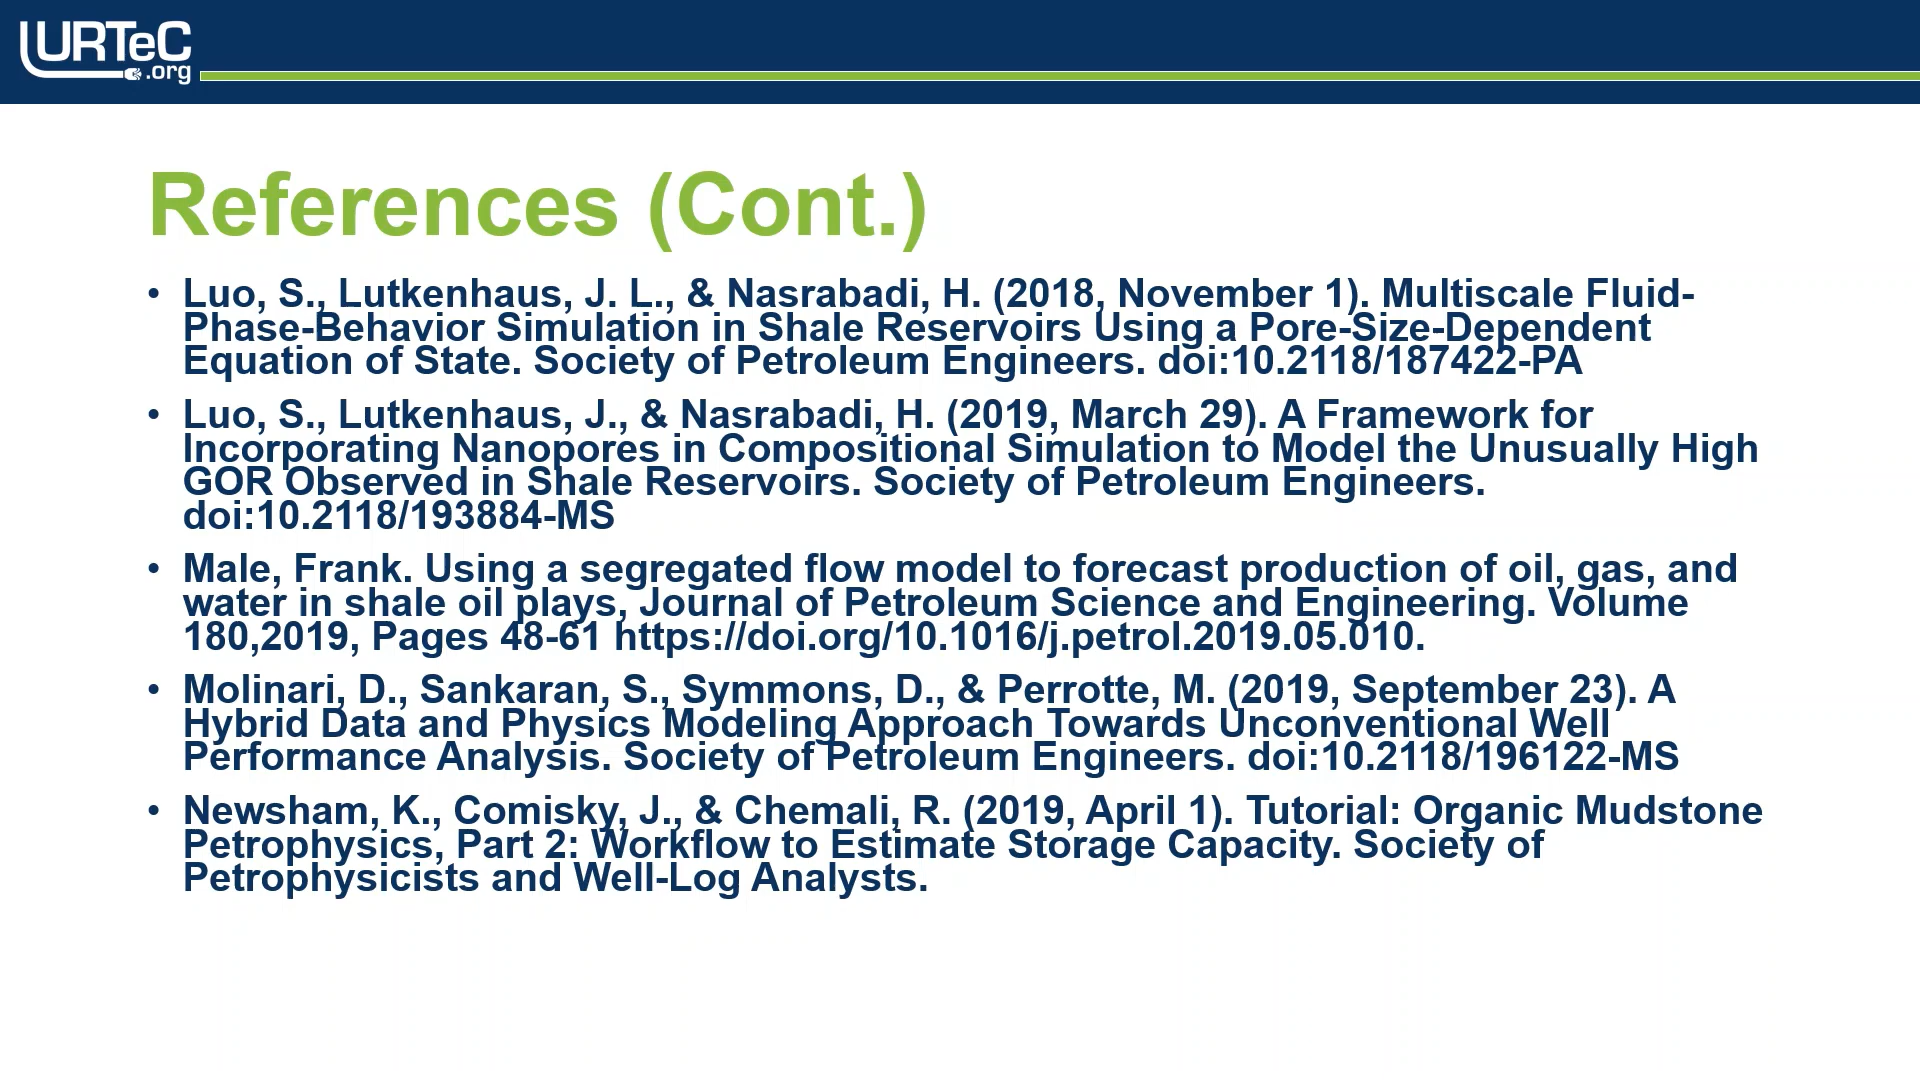 URTeC
.org
References (Cont.)
• Luo, S., Lutkenhaus, J. L., & Nasrabadi, H. (2018, November 1). Multiscale Fluid-
Phase-Behavior Simulation in Shale Reservoirs Using a Pore-Size-Dependent
Equation of State. Society of Petroleum Engineers. doi:10.2118/187422-PA
• Luo, S., Lutkenhaus, J., & Nasrabadi, H. (2019, March 29). A Framework for
Incorporating Nanopores in Compositional Simulation to Model the Unusually High
GOR Observed in Shale Reservoirs. Society of Petroleum Engineers.
doi:10.2118/193884-MS
• Male, Frank. Using a segregated flow model to forecast production of oil, gas, and
water in shale oil plays, Journal of Petroleum Science and Engineering. Volume
180,2019, Pages 48-61 https://doi.org/10.1016/j.petrol.2019.05.010.
• Molinari, D., Sankaran, S., Symmons, D., & Perrotte, M. (2019, September 23). A
Hybrid Data and Physics Modeling Approach Towards Unconventional Well
Performance Analysis. Society of Petroleum Engineers. doi:10.2118/196122-MS
• Newsham, K., Comisky, J., & Chemali, R. (2019, April 1). Tutorial: Organic Mudstone
Petrophysics, Part 2: Workflow to Estimate Storage Capacity. Society of
Petrophysicists and Well-Log Analysts.